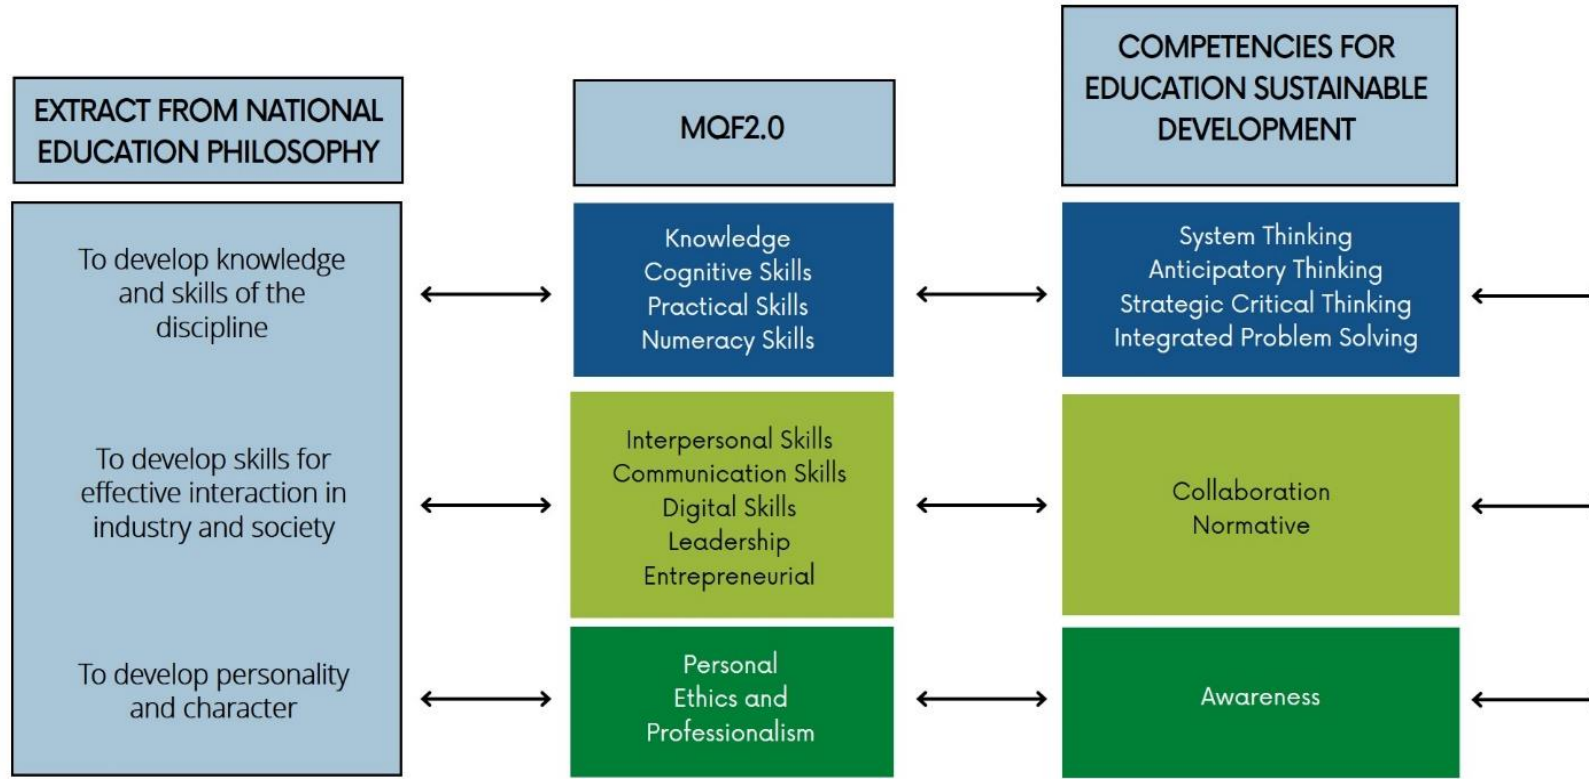 EXTRACT FROM NATIONAL
EDUCATION PHILOSOPHY
MQF2.0
COMPETENCIES FOR
EDUCATION SUSTAINABLE
DEVELOPMENT
To develop knowledge
and skills of the
discipline
Knowledge
Cognitive Skills
Practical Skills
Numeracy Skills
System Thinking
Anticipatory Thinking
Strategic Critical Thinking
Integrated Problem Solving
To develop skills for
effective interaction in
industry and society
Interpersonal Skills
Communication Skills
Digital Skills
Leadership
Entrepreneurial
Collaboration
Normative
To develop personality
and character
Personal
Ethics and
Professionalism
Awareness